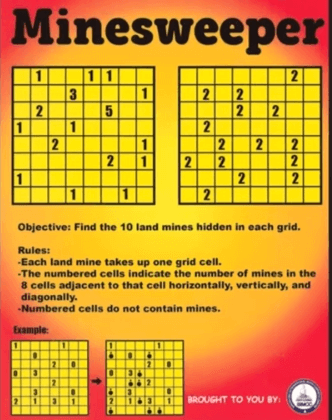 Minesweeper
1 1 1
3 1
2 5
1 1
2 1
2 1
1
1 1
2
2 2
2 2
2
2 2 2
2 2 2
2 2
2
Objective: Find the 10 land mines hidden in each grid.
Rules:
-Each land mine takes up one grid cell.
-The numbered cells indicate the number of mines in the
8 cells adjacent to that cell horizontally, vertically, and
diagonally.
-Numbered cells do not contain mines.
Example:
BROUGHT TO YOU BY: